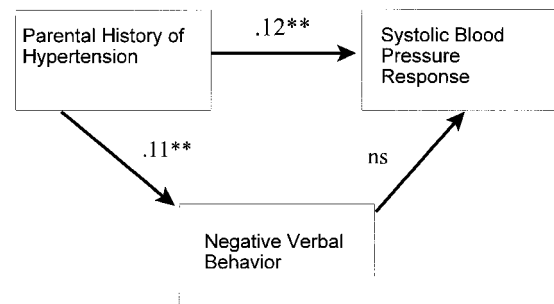 Parental History of
Hypertension
.12**
Systolic Blood
Pressure
Response
.11**
ns
Negative Verbal
Behavior